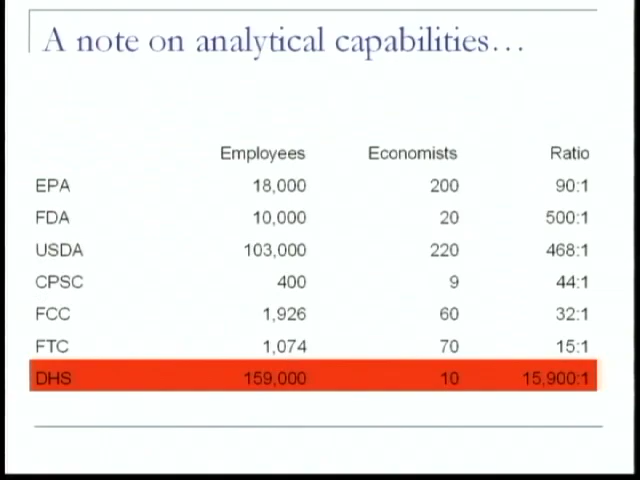 A note on analytical capabilities…
Employees Economists Ratio
EPA 18,000 200 90:1
FDA 10,000 20 500:1
USDA 103,000 220 468:1
CPSC 400 9 44:1
FCC 1,926 60 32:1
FTC 1,074 70 15:1
DHS 159,000 10 15,900:1